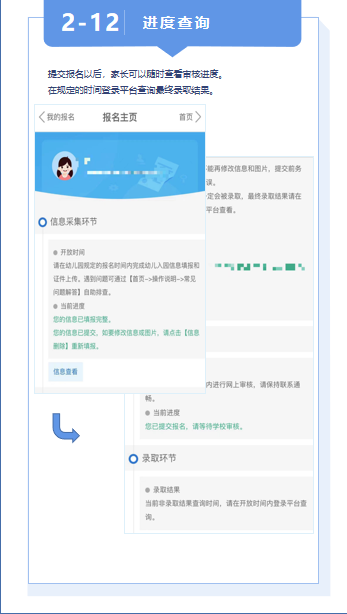 2-12 进度查询
提交报名以后，家长可以随时查看审核进度。
在规定的时间登录平台查询最终录取结果。
我的报名 报名主页 首页
信息采集环节
开放时间
请在幼儿园规定的报名时间内完成幼儿入园信息填报和
证件上传。遇到问题可通过【首页->操作说明->常见
问题解答】自助排查。
当前进度
您的信息已填报完整。
您的信息已提交，如要修改信息或图片，请点击【信息
删除】重新填报。
信息查看
能再修改信息和图片，提交前务
误。
定会被录取，最终录取结果请在
平台查看。
内进行网上审核，请保持联系通
畅。
当前进度
您已提交报名，请等待学校审核。
录取环节
录取结果
当前非录取结果查询时间，请在开放时间内登录平台查
询。